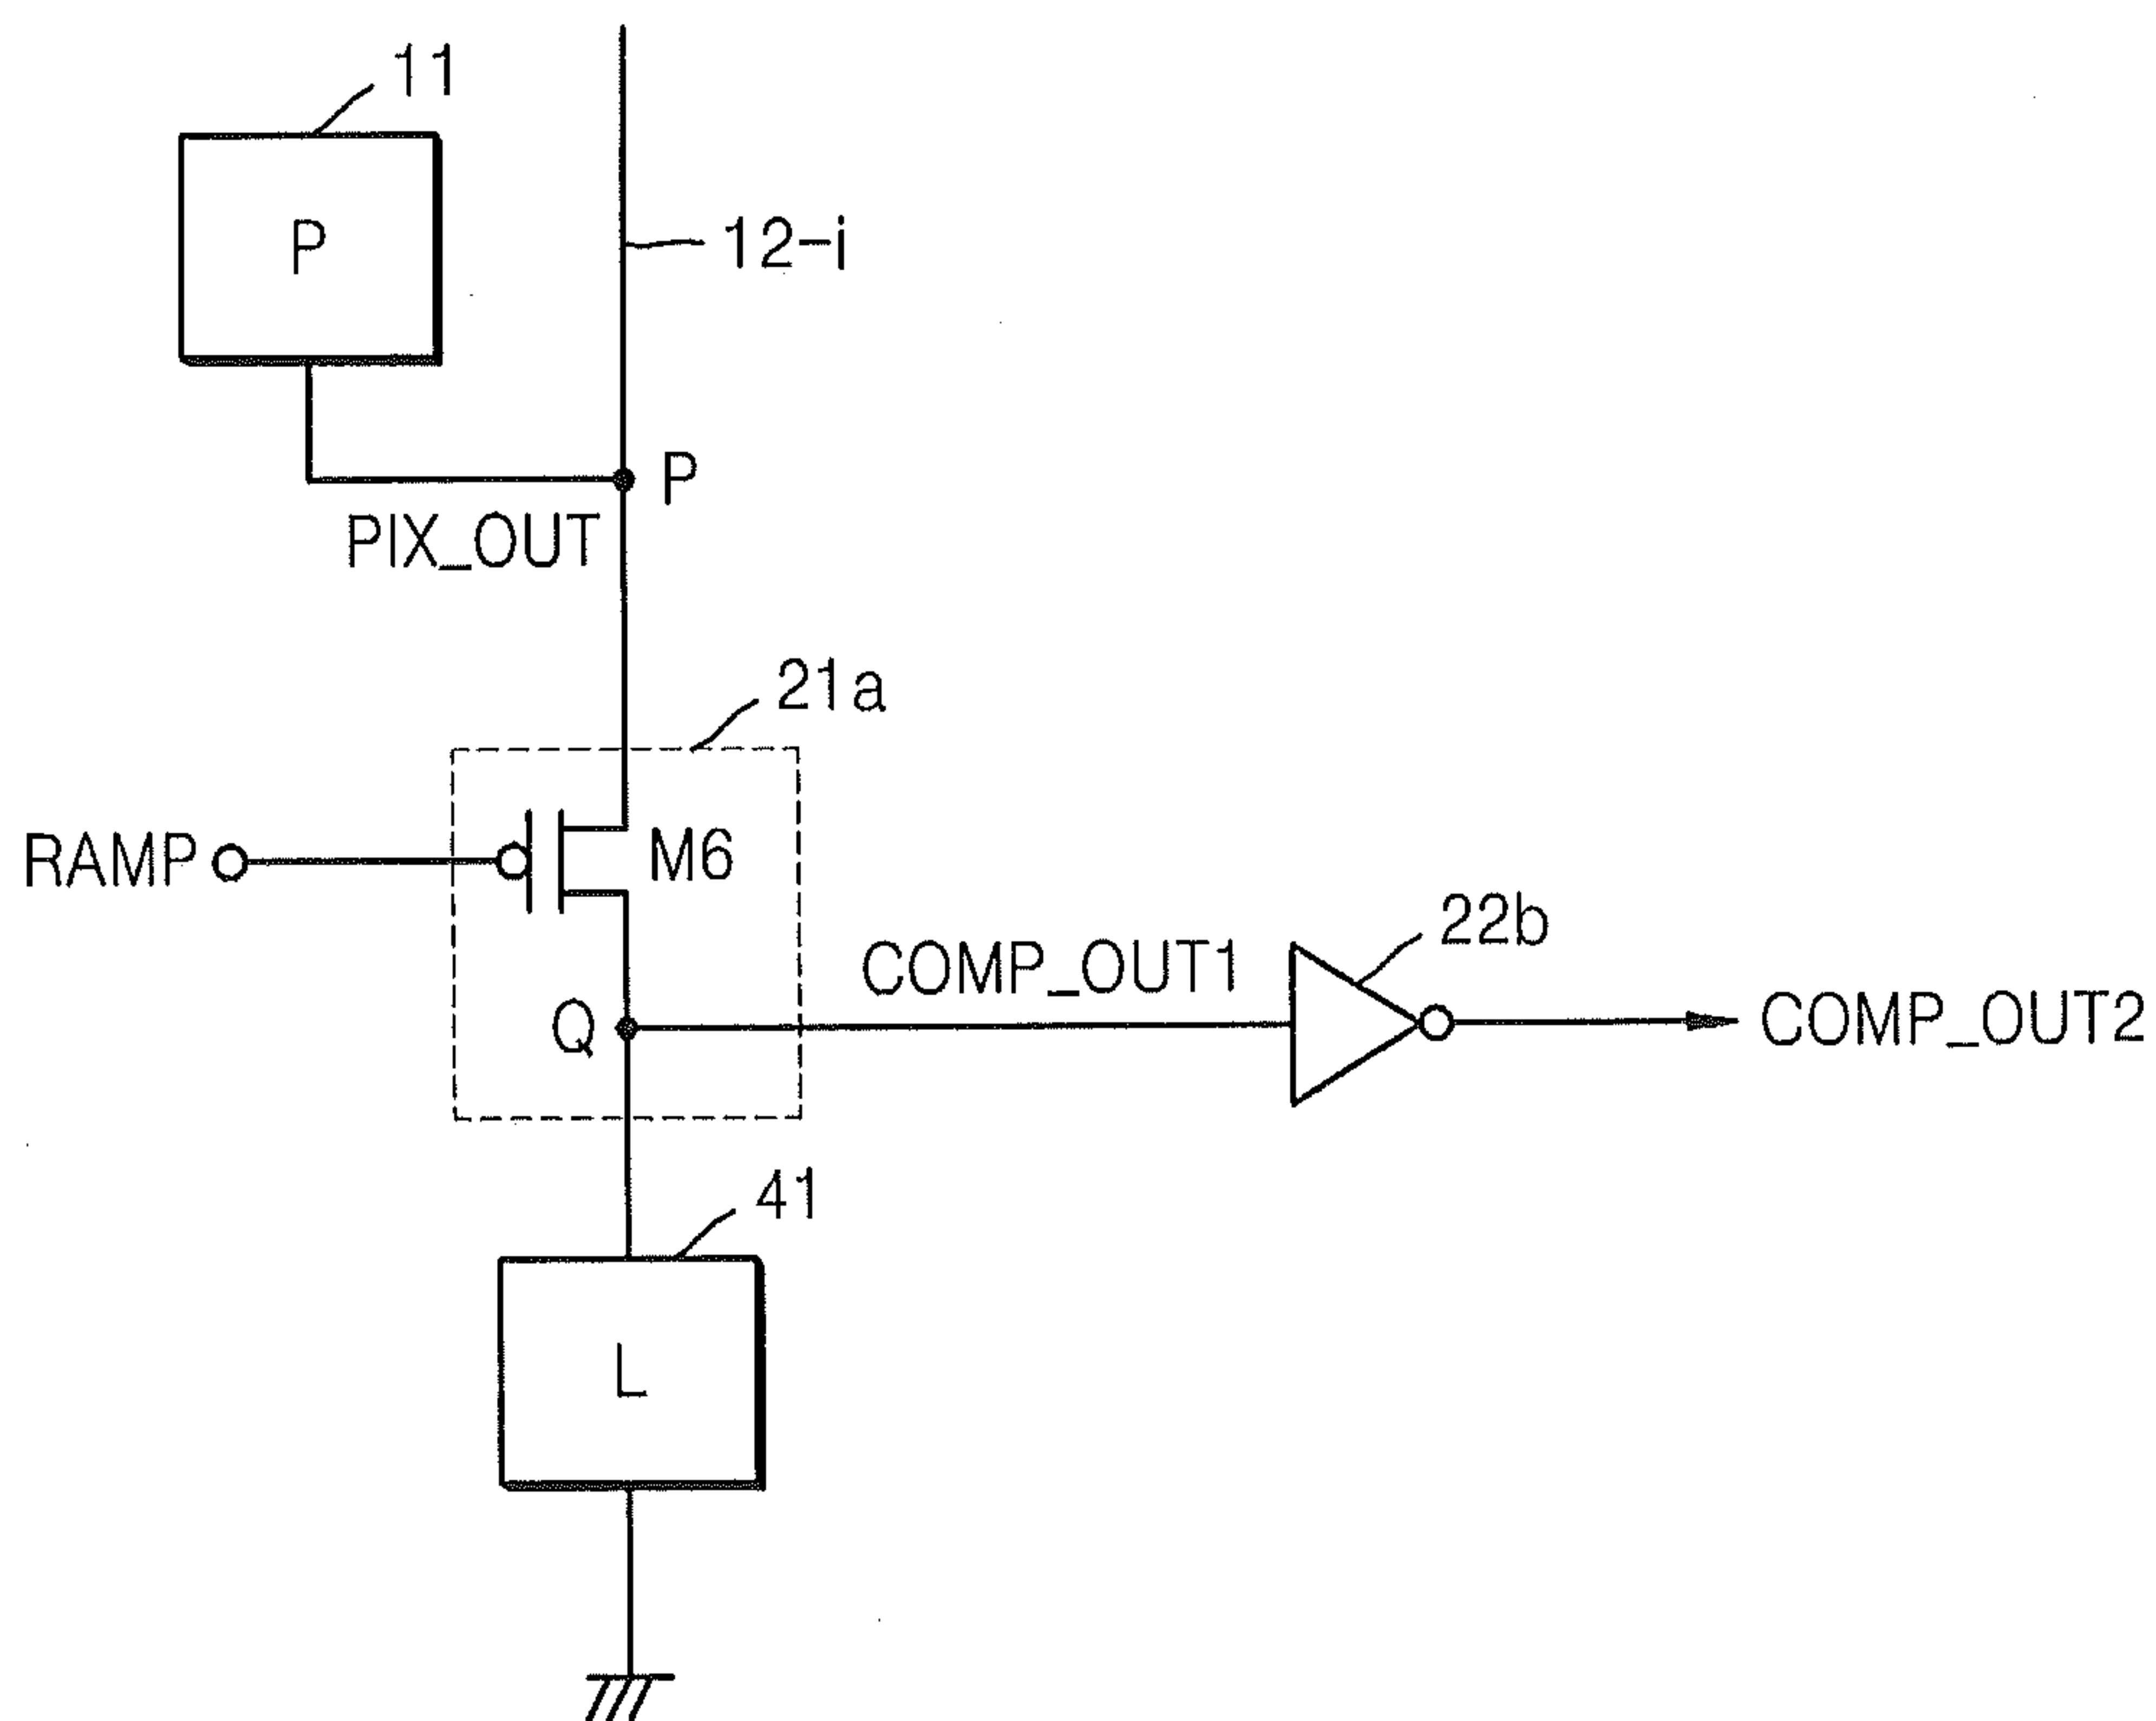 11
P
12-i
P
PIX_OUT
21a
RAMP
M6
22b
COMP_OUT1
COMP_OUT2
Q
41
L